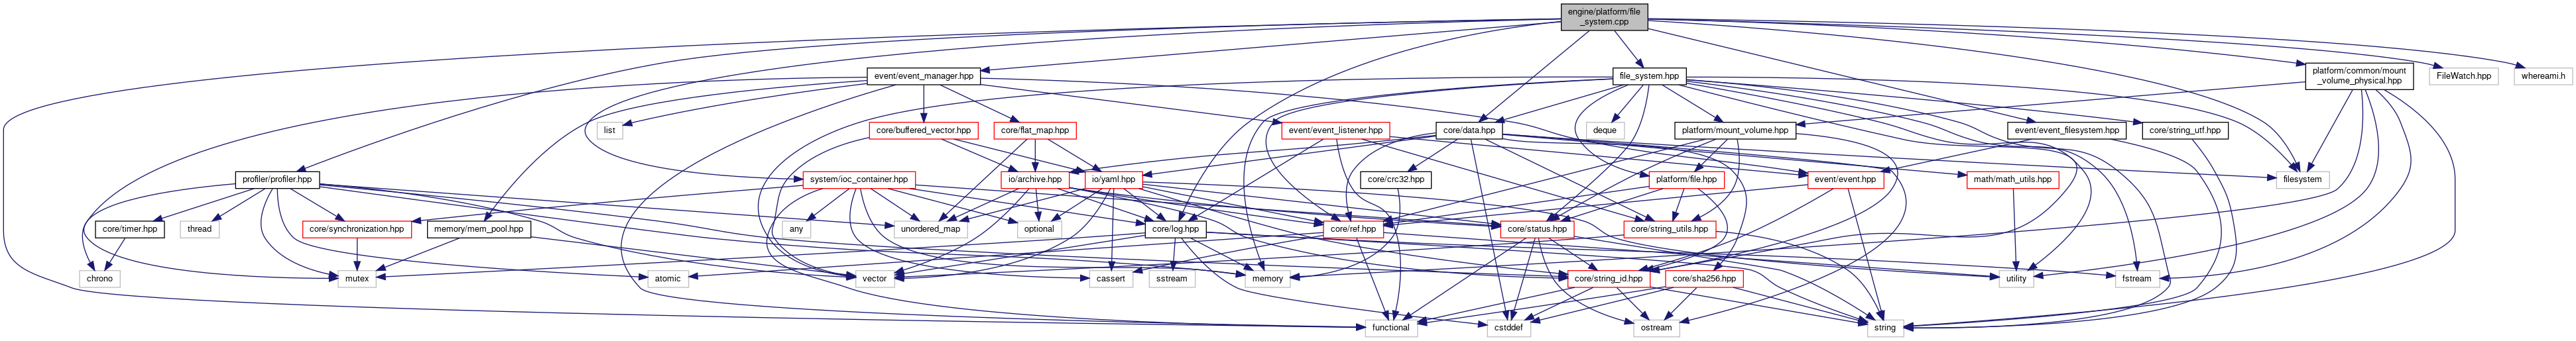 engine/platform/file
_system.cpp
event/event_manager.hpp
file_system.hpp
platform/common/mount
_volume_physical.hpp
FileWatch.hpp
whereami.h
list
core/buffered_vector.hpp
core/flat_map.hpp
event/event_listener.hpp
core/data.hpp
deque
platform/mount_volume.hpp
event/event_filesystem.hpp
core/string_utf.hpp
profiler/profiler.hpp
system/ioc_container.hpp
io/archive.hpp
io/yaml.hpp
core/crc32.hpp
platform/file.hpp
event/event.hpp
math/math_utils.hpp
filesystem
core/timer.hpp
thread
core/synchronization.hpp
memory/mem_pool.hpp
any
unordered_map
optional
core/log.hpp
core/ref.hpp
core/status.hpp
core/string_utils.hpp
chrono
mutex
atomic
vector
cassert
sstream
memory
core/string_id.hpp
core/sha256.hpp
utility
fstream
functional
cstddef
ostream
string